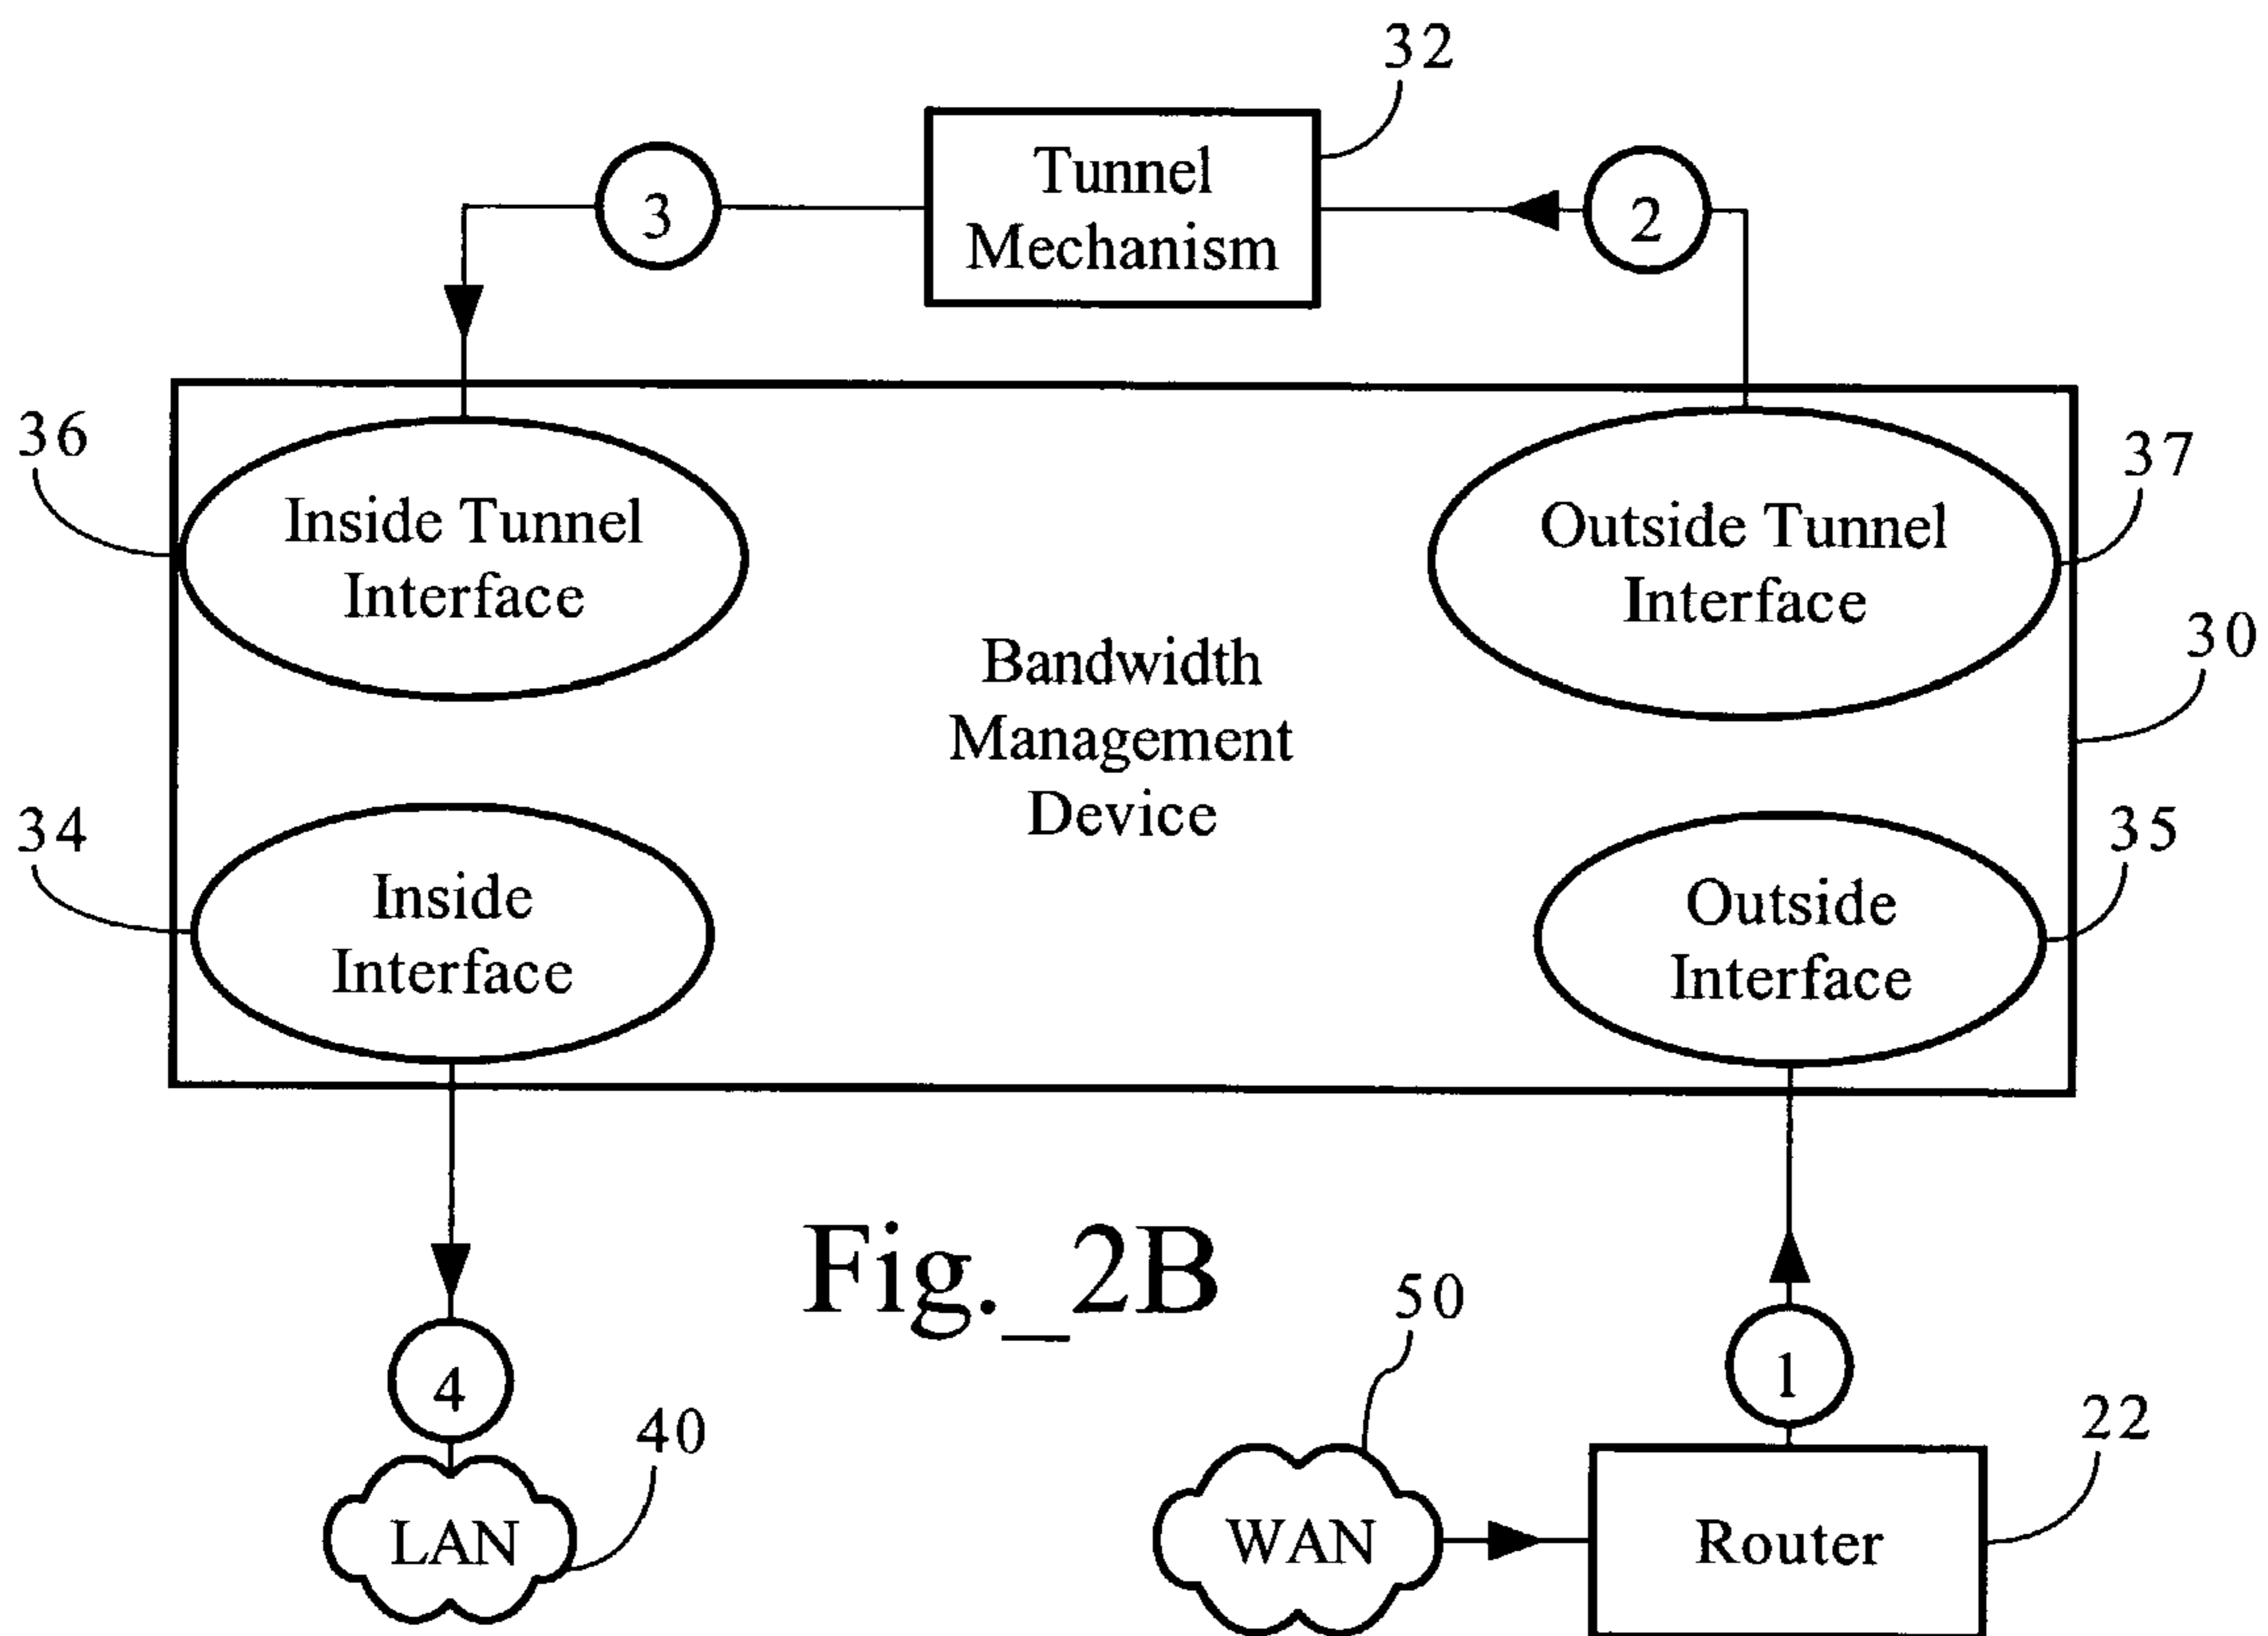 32
Tunnel
Mechanism
3
2
36
Inside Tunnel
Interface
Outside Tunnel
Interface
37
30
Bandwidth
Management
Device
34
Inside
Interface
Outside
Interface
35
Fig._2B
50
4
1
40
22
LAN
WAN
Router